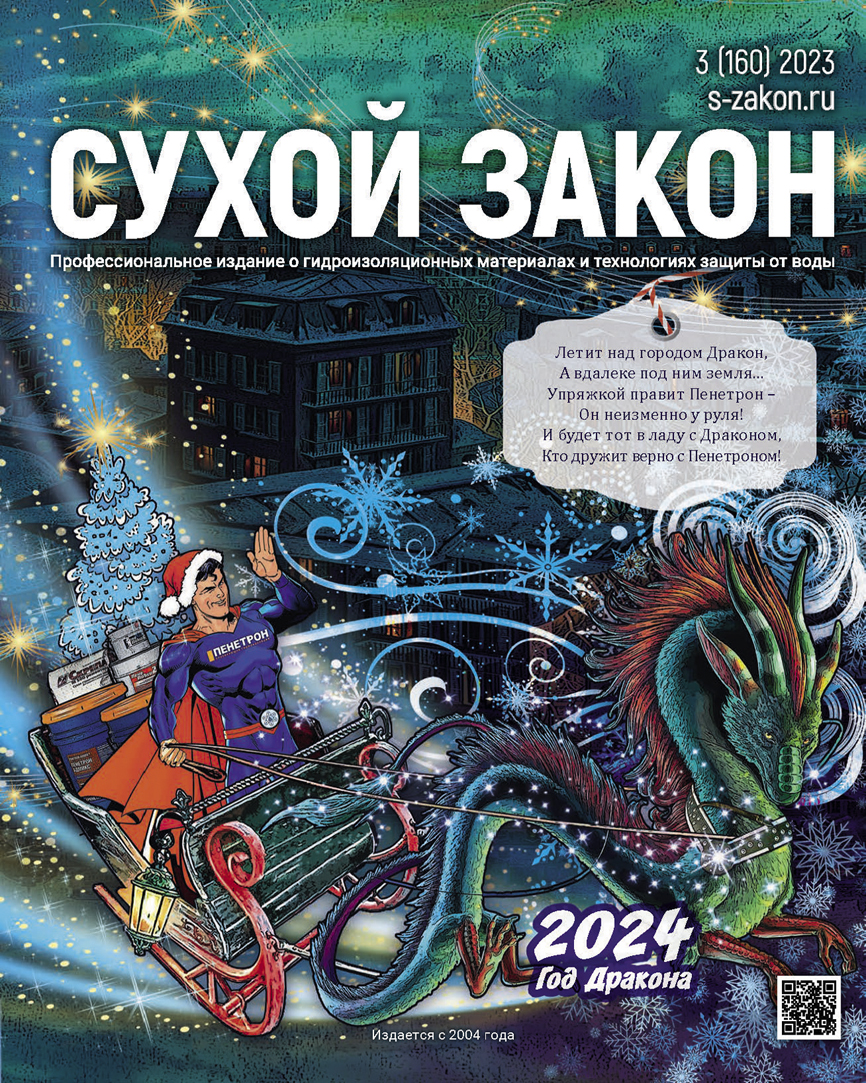 3 (160) 2023
s-zakon.ru
СУХОЙ ЗАКОН
Профессиональное издание о гидроизоляционных материалах и технологиях защиты от воды
Летит над городом Дракон,
А вдалеке под ним земля...
Упряжкой правит Пенетрон –
Он неизменно у руля!
И будет тот в ладу с Драконом,
Кто дружит верно с Пенетроном!
ПЕНЕТРОН
ПЕНЕТРОН
АДМИКС
2024
Год Дракона
Издается с 2004 года